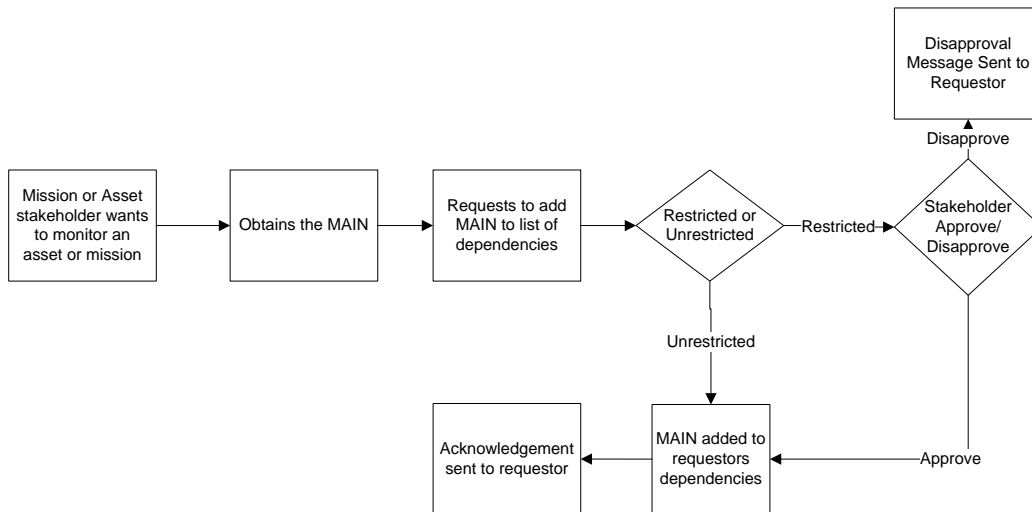 Disapproval
Message Sent to
Requestor
Disapprove
Mission or Asset
stakeholder wants
to monitor an
asset or mission
Obtains the MAIN
Requests to add
MAIN to list of
dependencies
Restricted or
Unrestricted
Restricted
Stakeholder
Approve/
Disapprove
Unrestricted
Acknowledgement
sent to requestor
MAIN added to
requestors
dependencies
Approve